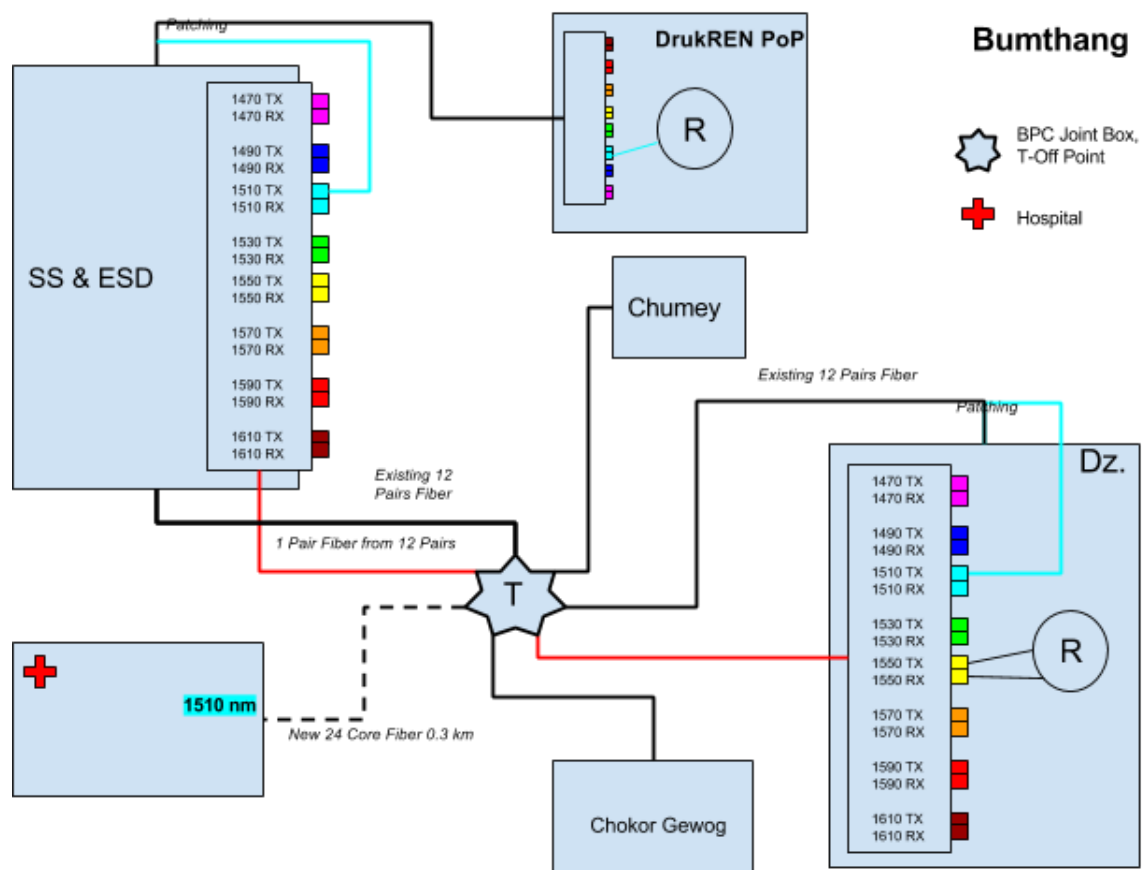 Patching
DrukREN PoP
R
Bumthang
BPC Joint Box,
T-Off Point
Hospital
SS & ESD
1470 TX
1470 RX
1490 TX
1490 RX
1510 TX
1510 RX
1530 TX
1530 RX
1550 TX
1550 RX
1570 TX
1570 RX
1590 TX
1590 RX
1610 TX
1610 RX
Chumey
Existing 12 Pairs Fiber
Patching
Existing 12
Pairs Fiber
1 Pair Fiber from 12 Pairs
T
Dz.
1470 TX
1470 RX
1490 TX
1490 RX
1510 TX
1510 RX
1530 TX
1530 RX
1550 TX
1550 RX
1570 TX
1570 RX
1590 TX
1590 RX
1610 TX
1610 RX
R
1510 nm
New 24 Core Fiber 0.3 km
Chokor Gewog